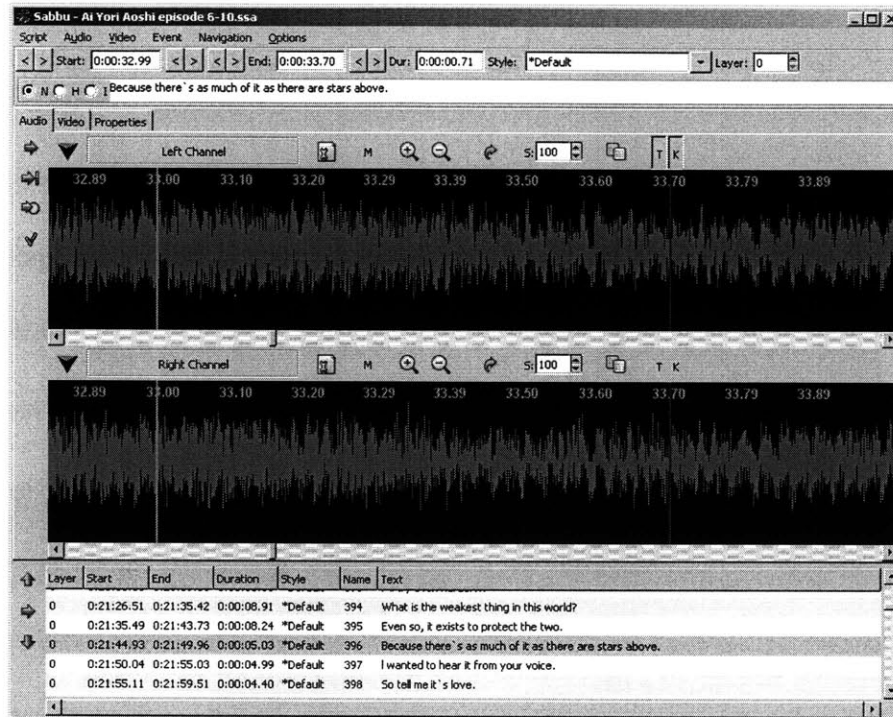 Sabbu - Ai Yori Aoshi episode 6-10.ssa
Script Audio Video Event Navigation Options
< > Start: 0:00:32.99 < > < > End: 0:00:33.70 < > Dur: 0:00:00.71 Style: *Default Layer: 0
N H I Because there`s as much of it as there are stars above.
Audio Video Properties
Left Channel M S: 100 T K
32.89 33.00 33.10 33.20 33.29 33.39 33.50 33.60 33.70 33.79 33.89
Right Channel M S: 100 T K
32.89 33.00 33.10 33.20 33.29 33.39 33.50 33.60 33.70 33.79 33.89
Layer Start End Duration Style Name Text
0 0:21:26.51 0:21:35.42 0:00:08.91 *Default 394 What is the weakest thing in this world?
0 0:21:35.49 0:21:43.73 0:00:08.24 *Default 395 Even so, it exists to protect the two.
0 0:21:44.93 0:21:49.96 0:00:05.03 *Default 396 Because there`s as much of it as there are stars above.
0 0:21:50.04 0:21:55.03 0:00:04.99 *Default 397 I wanted to hear it from your voice.
0 0:21:55.11 0:21:59.51 0:00:04.40 *Default 398 So tell me it`s love.